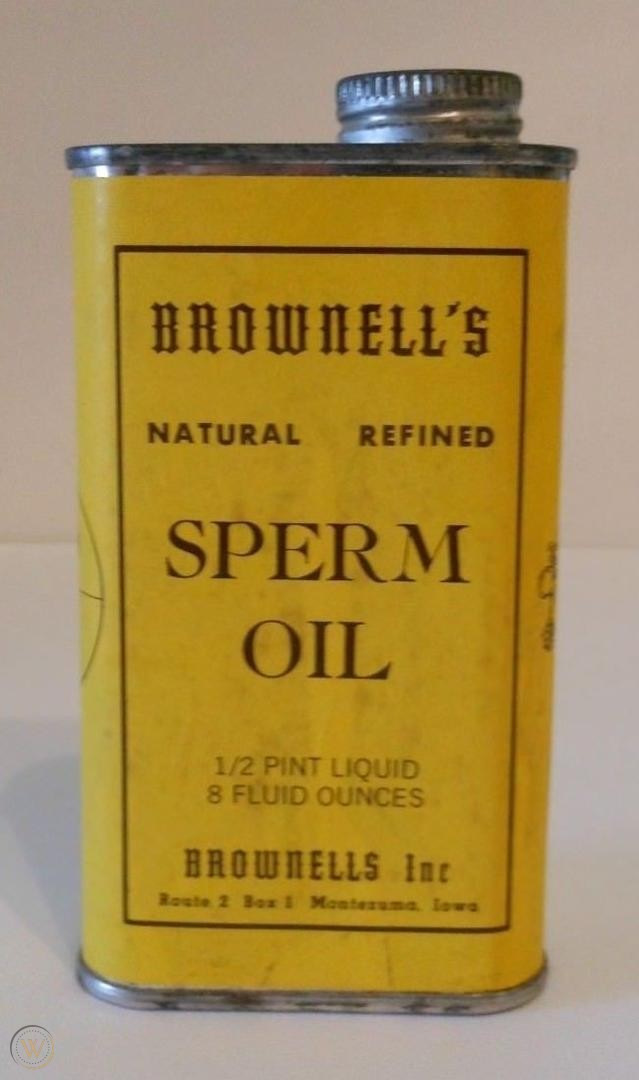 BROWNELL'S
NATURAL REFINED
SPERM
OIL
1/2 PINT LIQUID
8 FLUID OUNCES
BROWNELLS Inc
Route 2 Box 1 Montezuma, Iowa
W